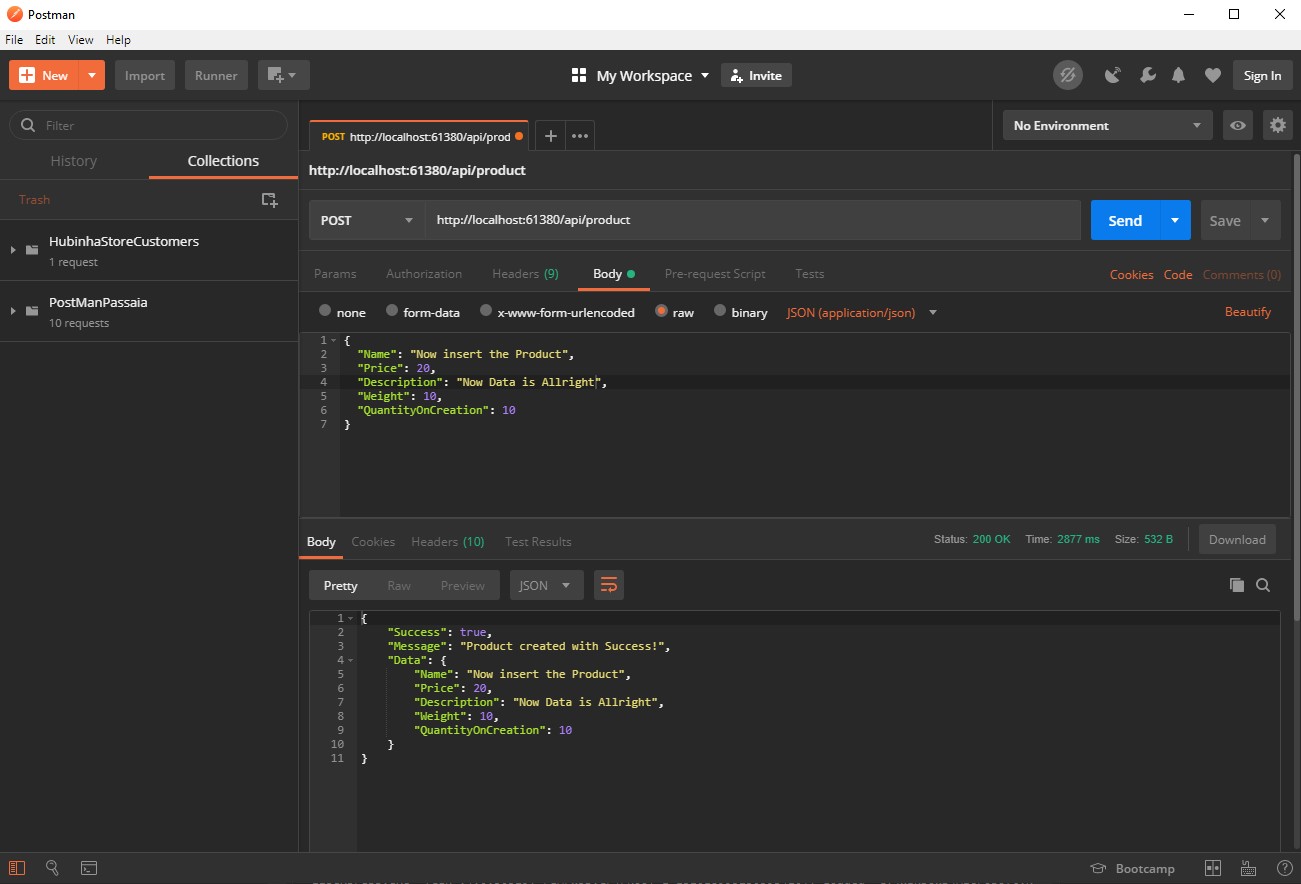 Postman
File Edit View Help
New Import Runner My Workspace Invite Sign In
Filter
History Collections
Trash
HubinhaStoreCustomers
1 request
PostManPassaia
10 requests
POST http://localhost:61380/api/prod
No Environment
http://localhost:61380/api/product
POST http://localhost:61380/api/product Send Save
Params Authorization Headers (9) Body Pre-request Script Tests Cookies Code Comments (0)
none form-data x-www-form-urlencoded raw binary JSON (application/json) Beautify
1 {
2 "Name": "Now insert the Product",
3 "Price": 20,
4 "Description": "Now Data is Allright",
5 "Weight": 10,
6 "QuantityOnCreation": 10
7 }
Body Cookies Headers (10) Test Results Status: 200 OK Time: 2877 ms Size: 532 B Download
Pretty Raw Preview JSON
1 {
2 "Success": true,
3 "Message": "Product created with Success!",
4 "Data": {
5 "Name": "Now insert the Product",
6 "Price": 20,
7 "Description": "Now Data is Allright",
8 "Weight": 10,
9 "QuantityOnCreation": 10
10 }
11 }
Bootcamp